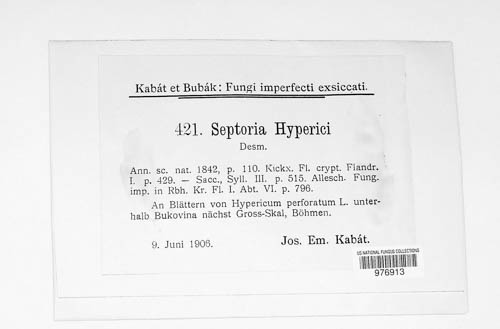 Kabát et Bubák: Fungi imperfecti exsiccati.
421. Septoria Hyperici
Desm.
Ann. sc. nat. 1842, p. 110. Kickx. Fl. crypt. Flandr.
I. p. 429. — Sacc., Syll. III. p. 515. Allesch. Fung.
imp. in Rbh. Kr. Fl. I. Abt. VI. p. 796.
An Blättern von Hypericum perforatum L. unter-
halb Bukovina nächst Gross-Skal, Böhmen.
9. Juni 1906. Jos. Em. Kabát.
US NATIONAL FUNGUS COLLECTIONS
976913